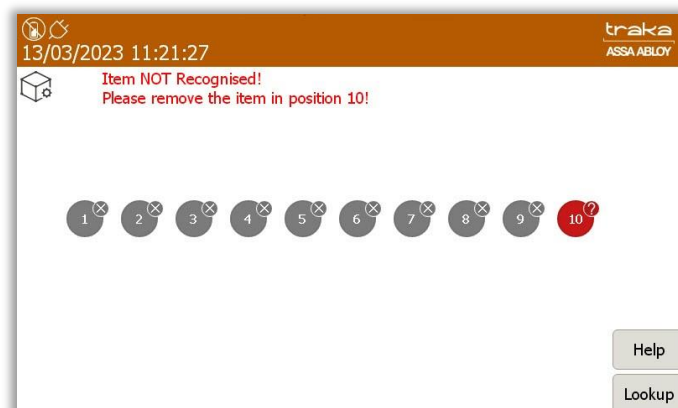 traka
13/03/2023 11:21:27
ASSA ABLOY
Item NOT Recognised!
Please remove the item in position 10!
1 2 3 4 5 6 7 8 9 10 ?
Help
Lookup